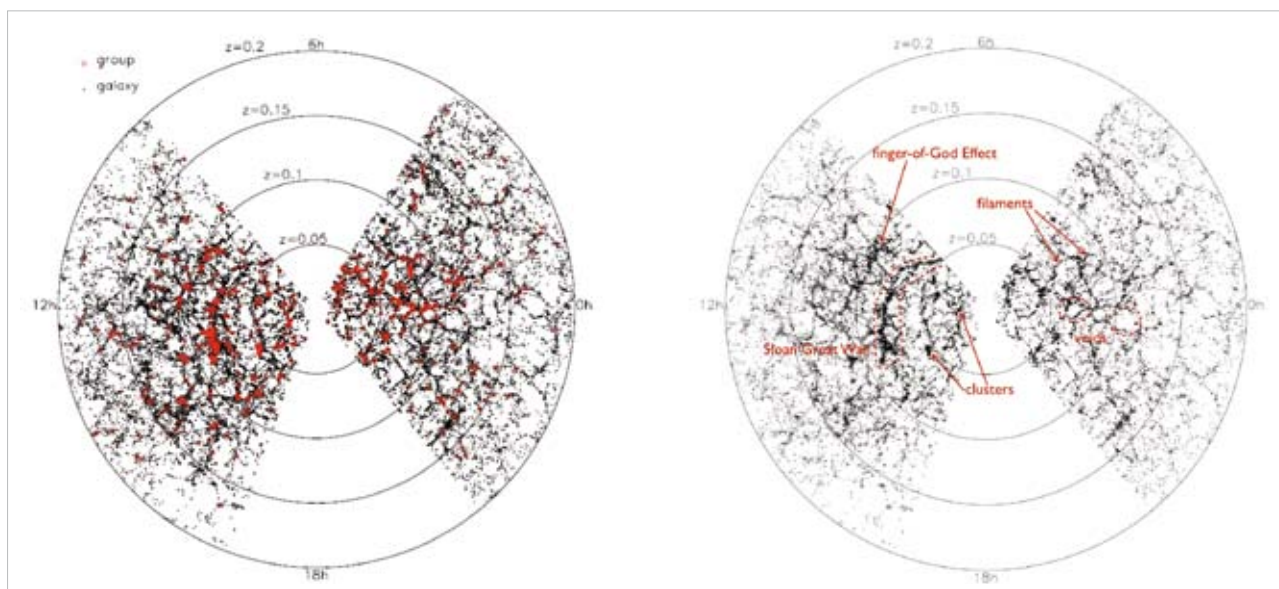 z=0.2
6h
group
galaxy
z=0.15
z=0.1
z=0.05
12h
0h
18h
z=0.2
6h
z=0.15
finger-of-God Effect
z=0.1
filaments
z=0.05
12h
0h
voids
Sloan Great Wall
clusters
18h